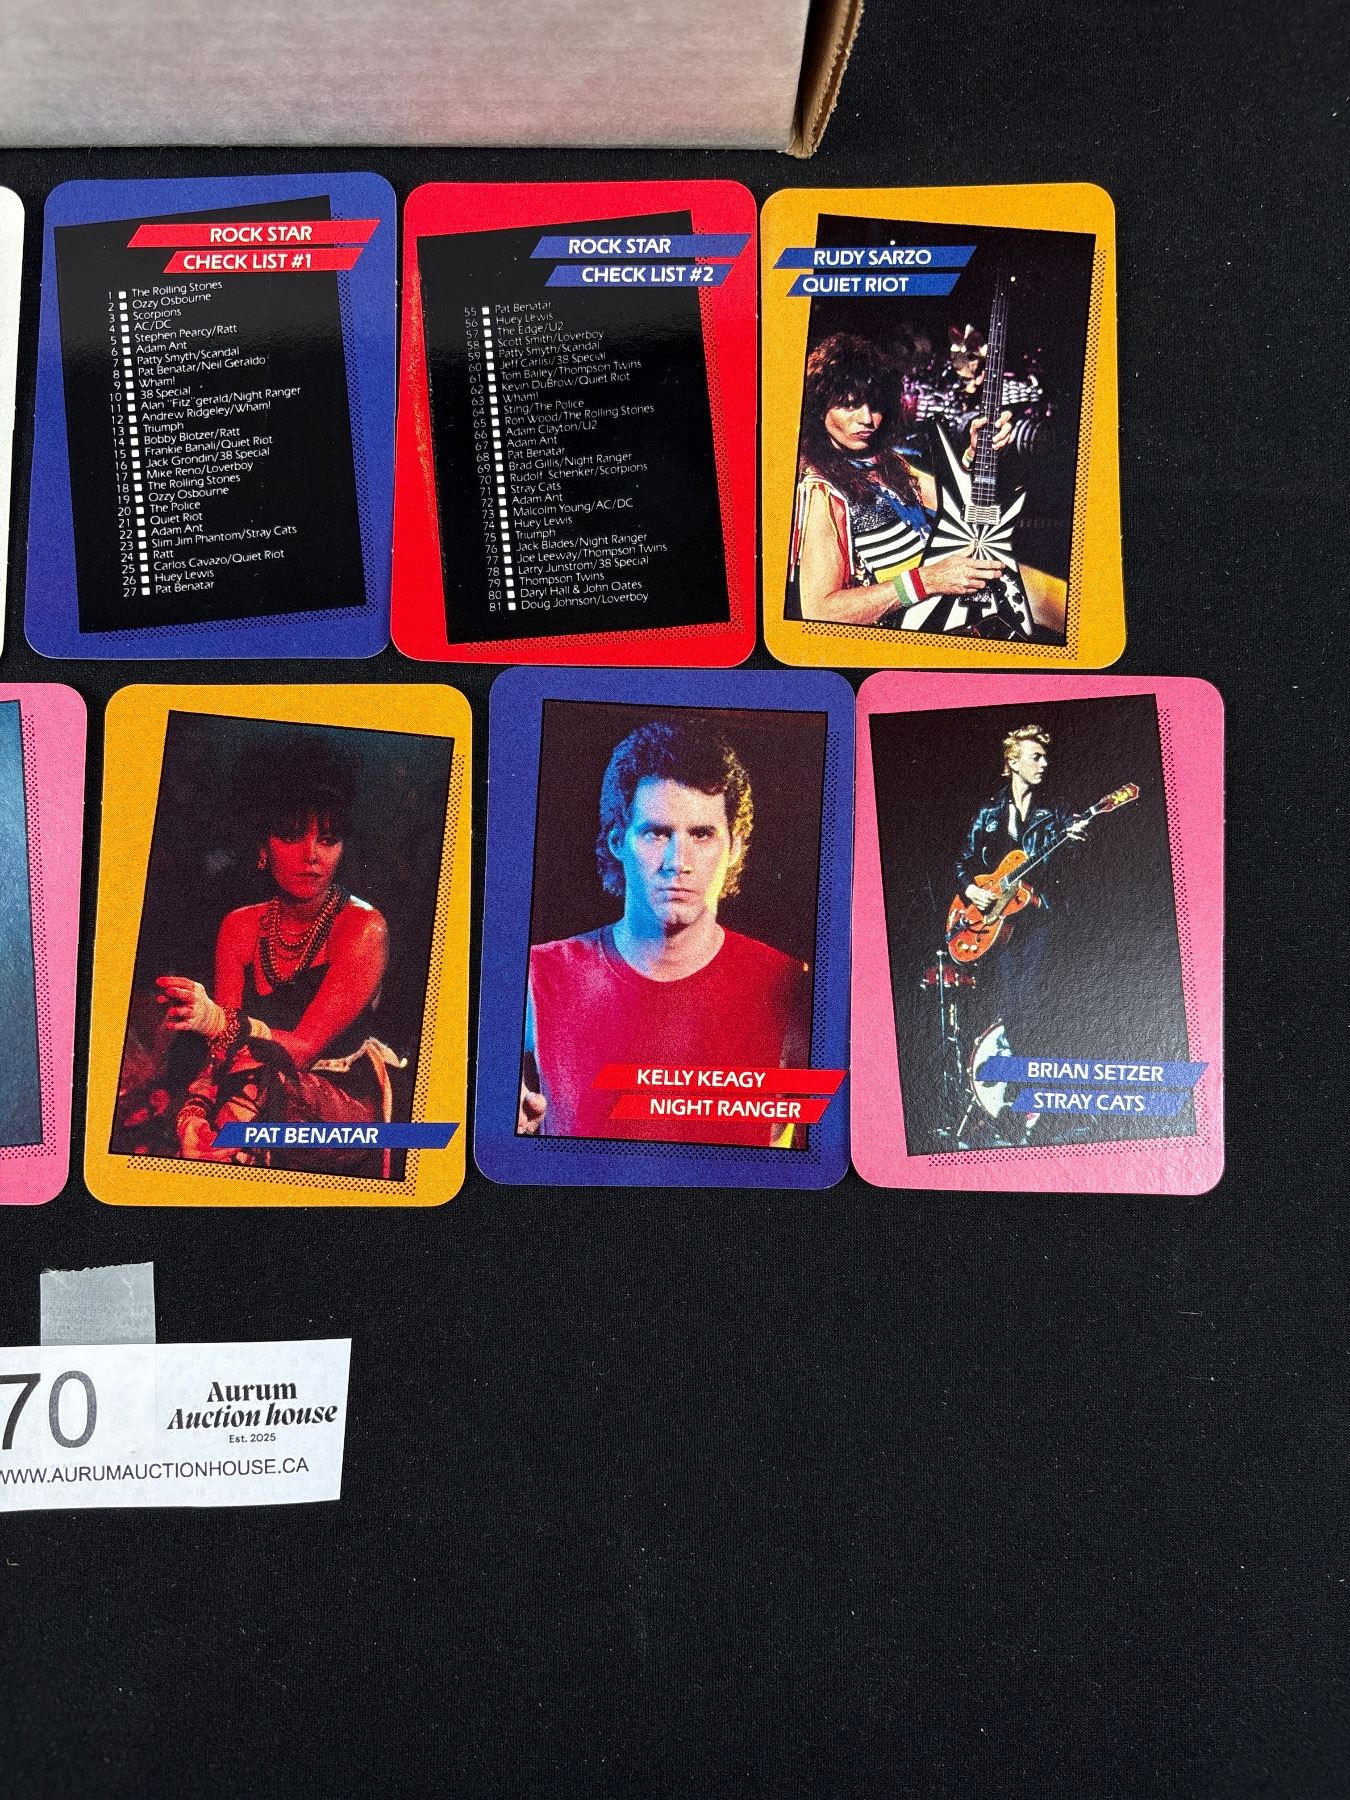 ROCK STAR
CHECK LIST #1
1 The Rolling Stones
2 Ozzy Osbourne
3 Scorpions
4 AC/DC
5 Stephen Pearcy/Ratt
6 Adam Ant
7 Patty Smyth/Scandal
8 Pat Benatar/Neil Geraldo
9 Wham!
10 38 Special
11 Alan "Fitz"gerald/Night Ranger
12 Andrew Ridgeley/Wham!
13 Triumph
14 Bobby Blotzer/Ratt
15 Frankie Banali/Quiet Riot
16 Jack Grondin/38 Special
17 Mike Reno/Loverboy
18 The Rolling Stones
19 Ozzy Osbourne
20 The Police
21 Quiet Riot
22 Adam Ant
23 Slim Jim Phantom/Stray Cats
24 Ratt
25 Carlos Cavazo/Quiet Riot
26 Huey Lewis
27 Pat Benatar
ROCK STAR
CHECK LIST #2
55 Pat Benatar
56 Huey Lewis
57 The Edge/U2
58 Scott Smith/Loverboy
59 Patty Smyth/Scandal
60 Jeff Carlisi/38 Special
61 Tom Bailey/Thompson Twins
62 Kevin DuBrow/Quiet Riot
63 Wham!
64 Sting/The Police
65 Ron Wood/The Rolling Stones
66 Adam Clayton/U2
67 Adam Ant
68 Pat Benatar
69 Brad Gillis/Night Ranger
70 Rudolf Schenker/Scorpions
71 Stray Cats
72 Adam Ant
73 Malcolm Young/AC/DC
74 Huey Lewis
75 Triumph
76 Jack Blades/Night Ranger
77 Joe Leeway/Thompson Twins
78 Larry Junstrom/38 Special
79 Thompson Twins
80 Daryl Hall & John Oates
81 Doug Johnson/Loverboy
RUDY SARZO
QUIET RIOT
PAT BENATAR
KELLY KEAGY
NIGHT RANGER
BRIAN SETZER
STRAY CATS
70
Aurum
Auction house
Est. 2025
WWW.AURUMAUCTIONHOUSE.CA